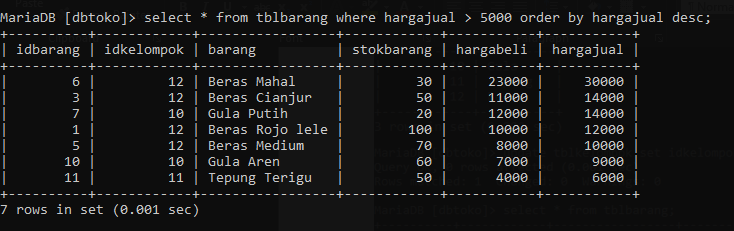 MariaDB [dbtoko]> select * from tblbarang where hargajual > 5000 order by hargajual desc;
+----------+------------+-----------------+------------+-----------+-----------+
| idbarang | idkelompok | barang          | stokbarang | hargabeli | hargajual |
+----------+------------+-----------------+------------+-----------+-----------+
|        6 |         12 | Beras Mahal     |         30 |     23000 |     30000 |
|        3 |         12 | Beras Cianjur   |         50 |     11000 |     14000 |
|        7 |         10 | Gula Putih      |         20 |     12000 |     14000 |
|        1 |         12 | Beras Rojo lele |        100 |     10000 |     12000 |
|        5 |         12 | Beras Medium    |         70 |      8000 |     10000 |
|       10 |         10 | Gula Aren       |         60 |      7000 |      9000 |
|       11 |         11 | Tepung Terigu   |         50 |      4000 |      6000 |
+----------+------------+-----------------+------------+-----------+-----------+
7 rows in set (0.001 sec)